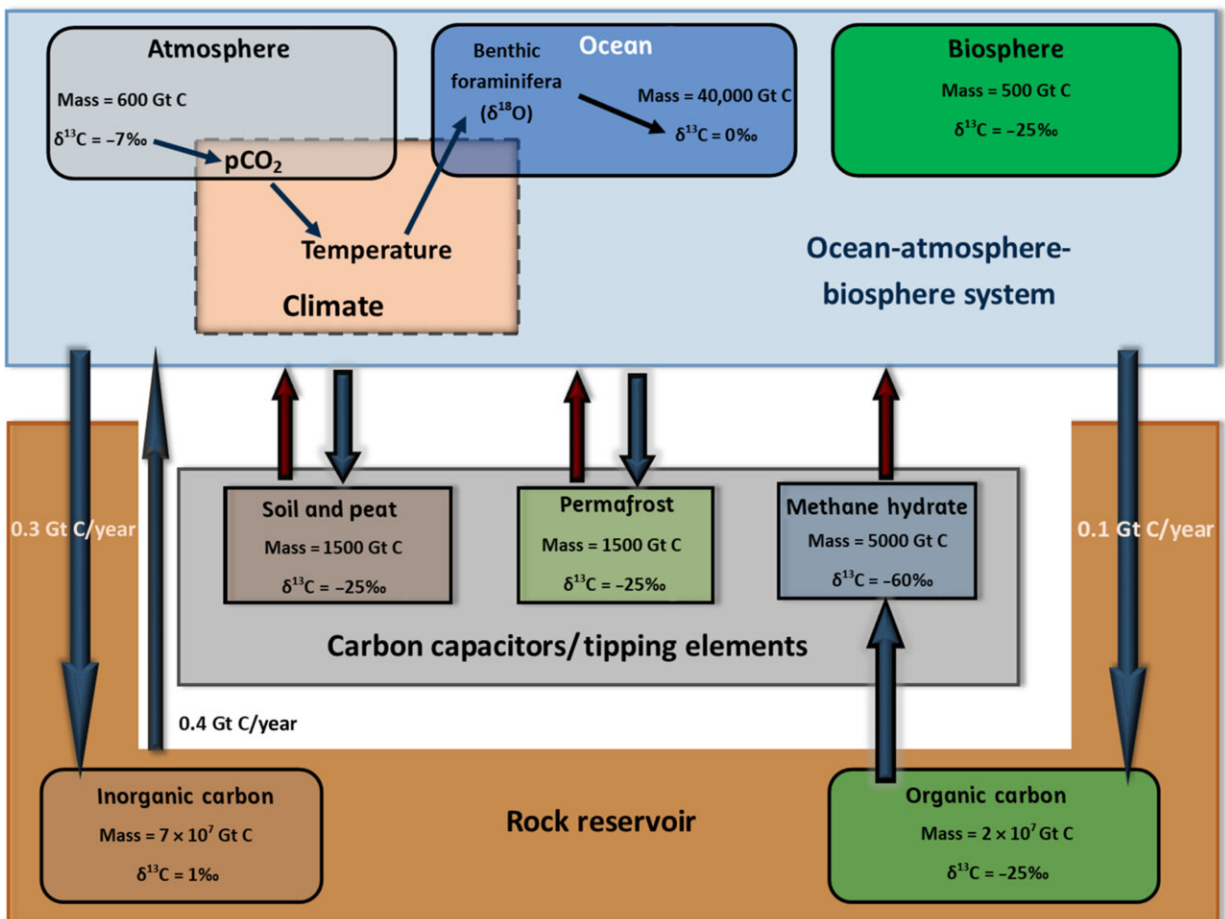 Atmosphere
Mass = 600 Gt C
δ¹³C = −7‰
pCO₂
Temperature
Climate
Ocean
Benthic
foraminifera
(δ¹⁸O)
Mass = 40,000 Gt C
δ¹³C = 0‰
Biosphere
Mass = 500 Gt C
δ¹³C = −25‰
Ocean-atmosphere-
biosphere system
0.3 Gt C/year
0.4 Gt C/year
Soil and peat
Mass = 1500 Gt C
δ¹³C = −25‰
Permafrost
Mass = 1500 Gt C
δ¹³C = −25‰
Methane hydrate
Mass = 5000 Gt C
δ¹³C = −60‰
Carbon capacitors/ tipping elements
0.1 Gt C/year
Inorganic carbon
Mass = 7 × 10⁷ Gt C
δ¹³C = 1‰
Rock reservoir
Organic carbon
Mass = 2 × 10⁷ Gt C
δ¹³C = −25‰